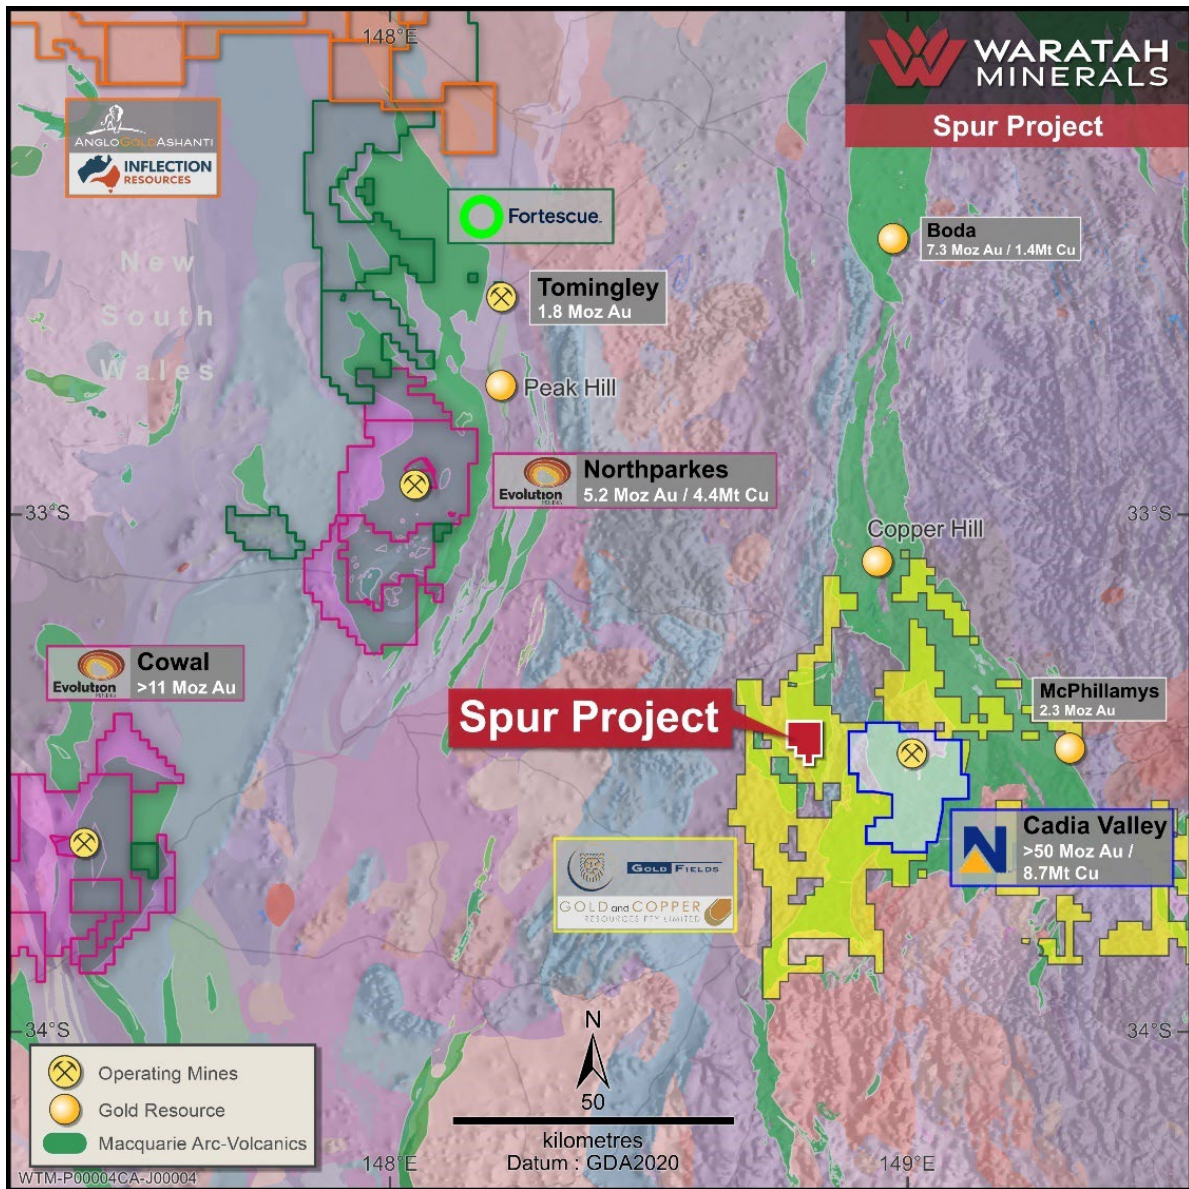 148°E
WARATAH
MINERALS
Spur Project
ANGLOGOLDASHANTI
INFLECTION
RESOURCES
Fortescue.
Boda
7.3 Moz Au / 1.4Mt Cu
New
South
Wales
Tomingley
1.8 Moz Au
Peak Hill
Evolution
MINING
Northparkes
5.2 Moz Au / 4.4Mt Cu
33°S
33°S
Copper Hill
Evolution
MINING
Cowal
>11 Moz Au
McPhillamys
2.3 Moz Au
Spur Project
Cadia Valley
>50 Moz Au /
8.7Mt Cu
GOLD FIELDS
GOLD and COPPER
RESOURCES PTY LIMITED
34°S
34°S
N
50
kilometres
Datum : GDA2020
Operating Mines
Gold Resource
Macquarie Arc-Volcanics
148°E
149°E
WTM-P00004CA-J00004